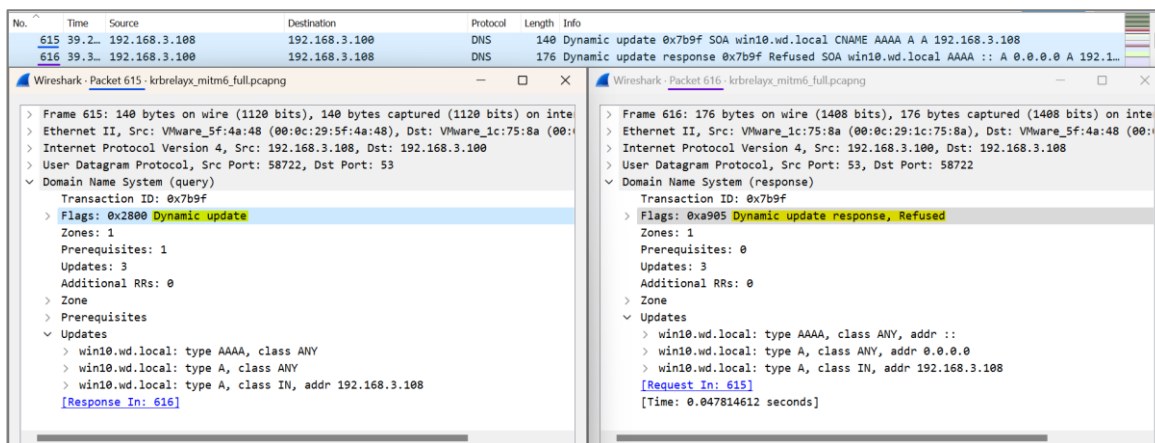 No. Time Source Destination Protocol Length Info
615 39.2… 192.168.3.108 192.168.3.100 DNS 140 Dynamic update 0x7b9f SOA win10.wd.local CNAME AAAA A A 192.168.3.108
616 39.3… 192.168.3.100 192.168.3.108 DNS 176 Dynamic update response 0x7b9f Refused SOA win10.wd.local AAAA :: A 0.0.0.0 A 192.1…
Wireshark · Packet 615 · krbrelayx_mitm6_full.pcapng
Frame 615: 140 bytes on wire (1120 bits), 140 bytes captured (1120 bits) on inte
Ethernet II, Src: VMware_5f:4a:48 (00:0c:29:5f:4a:48), Dst: VMware_1c:75:8a (00:
Internet Protocol Version 4, Src: 192.168.3.108, Dst: 192.168.3.100
User Datagram Protocol, Src Port: 58722, Dst Port: 53
Domain Name System (query)
Transaction ID: 0x7b9f
Flags: 0x2800 Dynamic update
Zones: 1
Prerequisites: 1
Updates: 3
Additional RRs: 0
Zone
Prerequisites
Updates
win10.wd.local: type AAAA, class ANY
win10.wd.local: type A, class ANY
win10.wd.local: type A, class IN, addr 192.168.3.108
[Response In: 616]
Wireshark · Packet 616 · krbrelayx_mitm6_full.pcapng
Frame 616: 176 bytes on wire (1408 bits), 176 bytes captured (1408 bits) on inte
Ethernet II, Src: VMware_1c:75:8a (00:0c:29:1c:75:8a), Dst: VMware_5f:4a:48 (00:
Internet Protocol Version 4, Src: 192.168.3.100, Dst: 192.168.3.108
User Datagram Protocol, Src Port: 53, Dst Port: 58722
Domain Name System (response)
Transaction ID: 0x7b9f
Flags: 0xa905 Dynamic update response, Refused
Zones: 1
Prerequisites: 0
Updates: 3
Additional RRs: 0
Zone
Updates
win10.wd.local: type AAAA, class ANY, addr ::
win10.wd.local: type A, class ANY, addr 0.0.0.0
win10.wd.local: type A, class IN, addr 192.168.3.108
[Request In: 615]
[Time: 0.047814612 seconds]